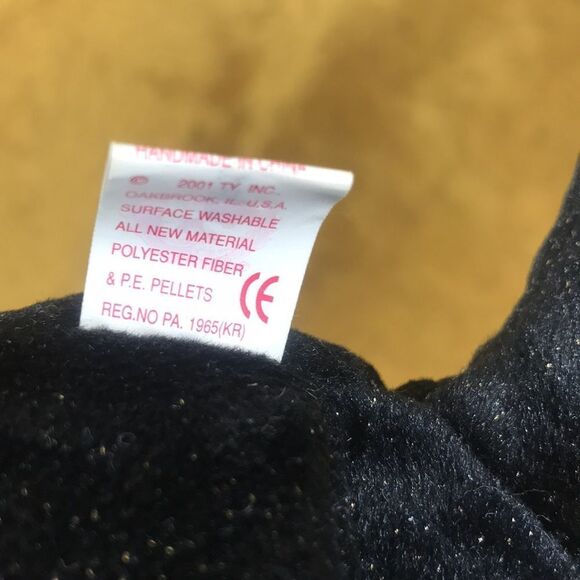 HANDMADE IN CHINA
© 2001 TY INC.
OAKBROOK, IL, U.S.A.
SURFACE WASHABLE
ALL NEW MATERIAL
POLYESTER FIBER
& P.E. PELLETS CE
REG.NO PA. 1965(KR)